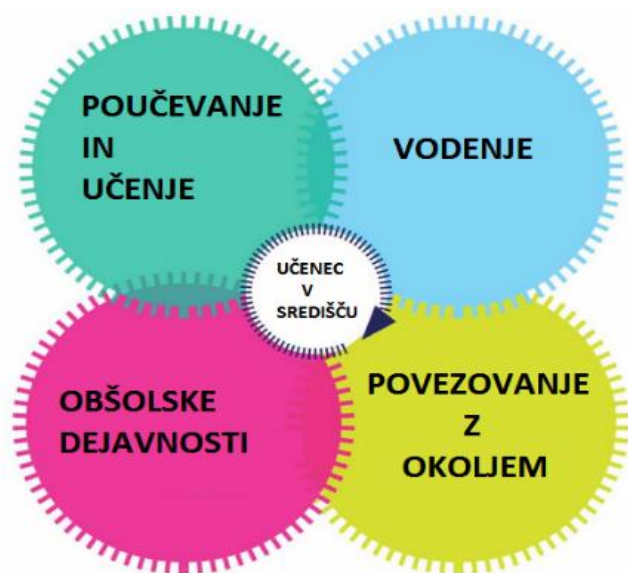 POUČEVANJE
IN
UČENJE
VODENJE
UČENEC
V
SREDIŠČU
OBŠOLSKE
DEJAVNOSTI
POVEZOVANJE
Z
OKOLJEM